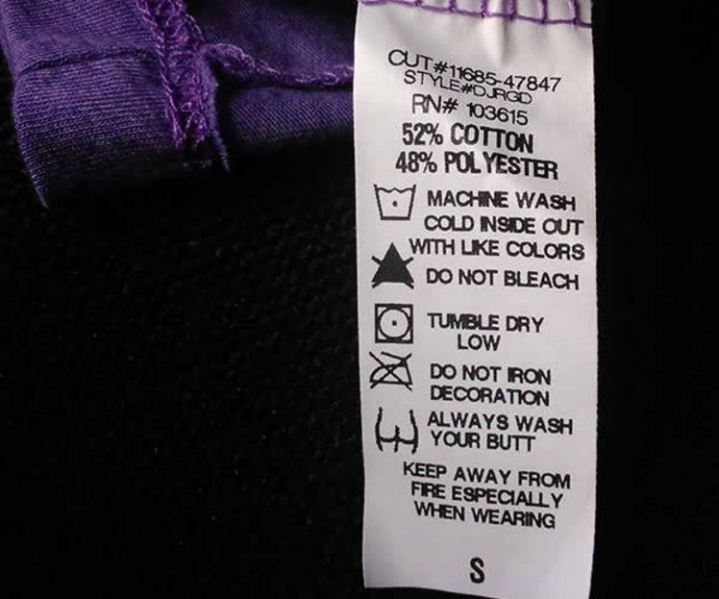 CUT#11685-47847
STYLE#DJRGD
RN# 103615
52% COTTON
48% POLYESTER
MACHINE WASH
COLD INSIDE OUT
WITH LIKE COLORS
DO NOT BLEACH
TUMBLE DRY
LOW
DO NOT IRON
DECORATION
ALWAYS WASH
YOUR BUTT
KEEP AWAY FROM
FIRE ESPECIALLY
WHEN WEARING
S